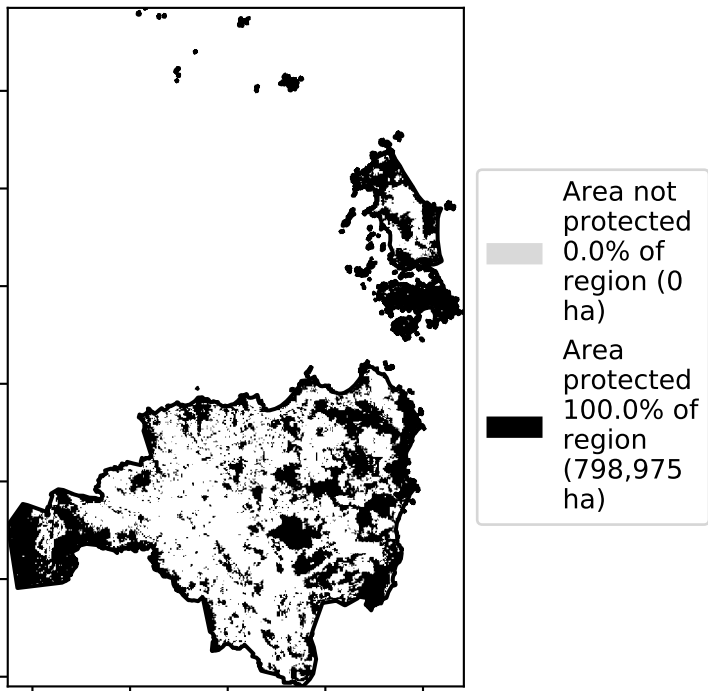 Area not
protected
0.0% of
region (0
ha)
Area
protected
100.0% of
region
(798,975
ha)